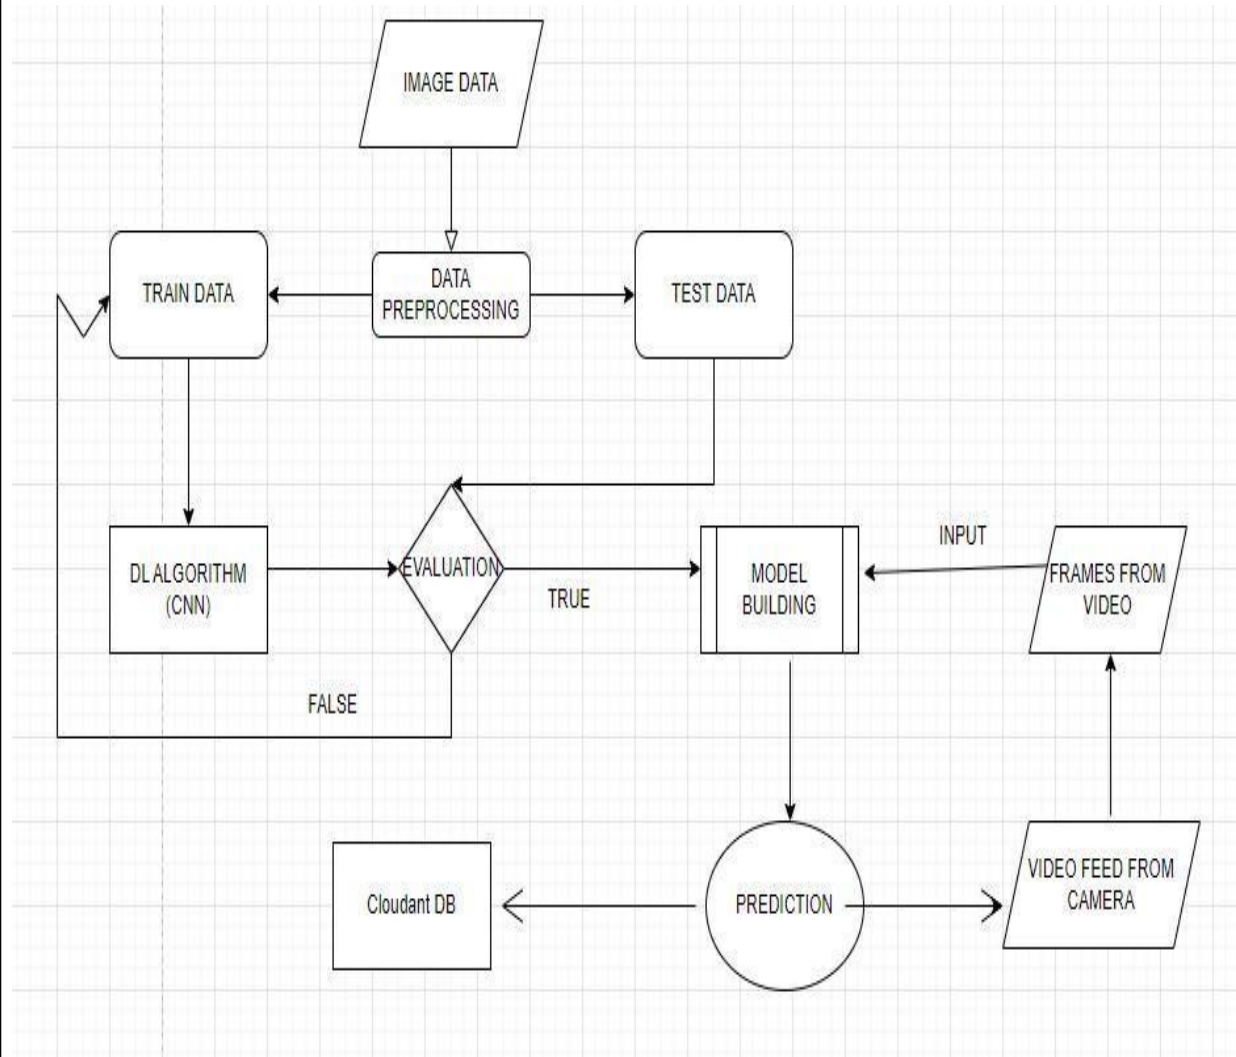 IMAGE DATA
TRAIN DATA
DATA
PREPROCESSING
TEST DATA
DL ALGORITHM
(CNN)
EVALUATION
TRUE
MODEL
BUILDING
INPUT
FRAMES FROM
VIDEO
FALSE
Cloudant DB
PREDICTION
VIDEO FEED FROM
CAMERA